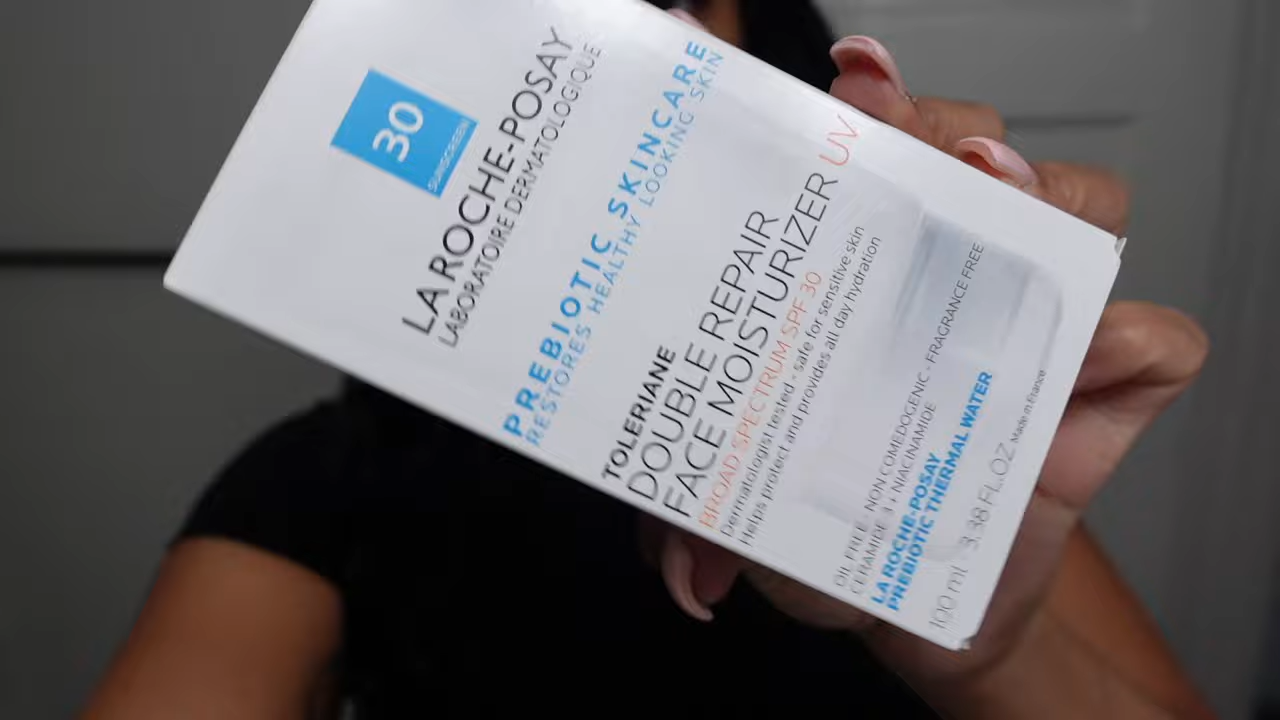 30
SUNSCREEN
LA ROCHE-POSAY
LABORATOIRE DERMATOLOGIQUE
PREBIOTIC SKINCARE
RESTORES HEALTHY LOOKING SKIN
TOLERIANE
DOUBLE REPAIR
FACE MOISTURIZER UV
BROAD SPECTRUM SPF 30
Dermatologist tested - safe for sensitive skin
Helps protect and provides all day hydration
OIL FREE - NON COMEDOGENIC - FRAGRANCE FREE
CERAMIDE 3 + NIACINAMIDE
LA ROCHE-POSAY
PREBIOTIC THERMAL WATER
100 ml 3.38 FL.OZ Made in France